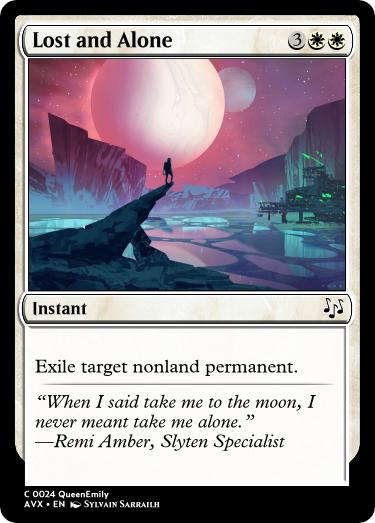 Lost and Alone 3
Instant
Exile target nonland permanent.
“When I said take me to the moon, I
never meant take me alone.”
—Remi Amber, Slyten Specialist
C 0024 QueenEmily
AVX • EN Sylvain Sarrailh